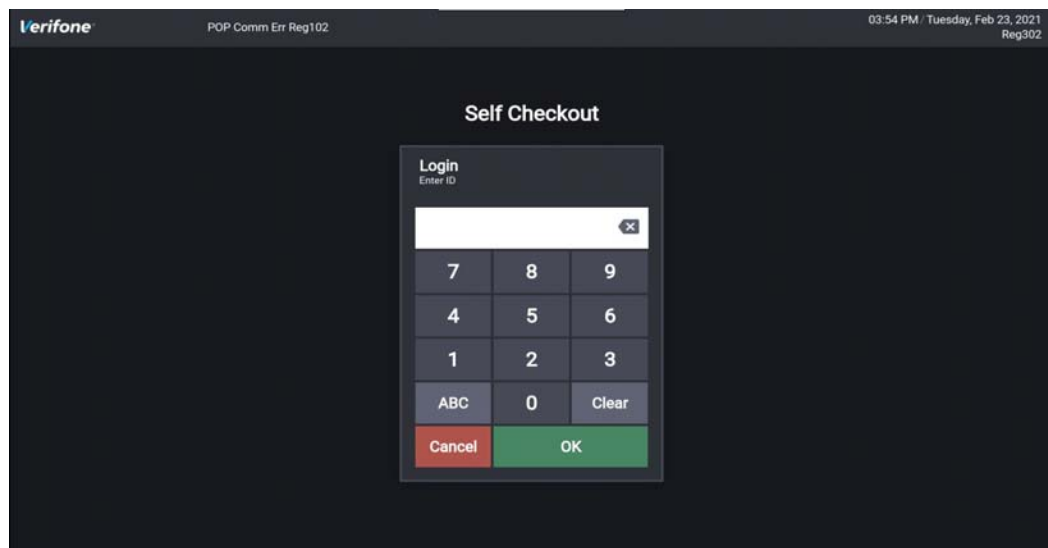 Verifone
POP Comm Err Reg102
03:54 PM / Tuesday, Feb 23, 2021
Reg302
Self Checkout
Login
Enter ID
7 8 9
4 5 6
1 2 3
ABC 0 Clear
Cancel OK